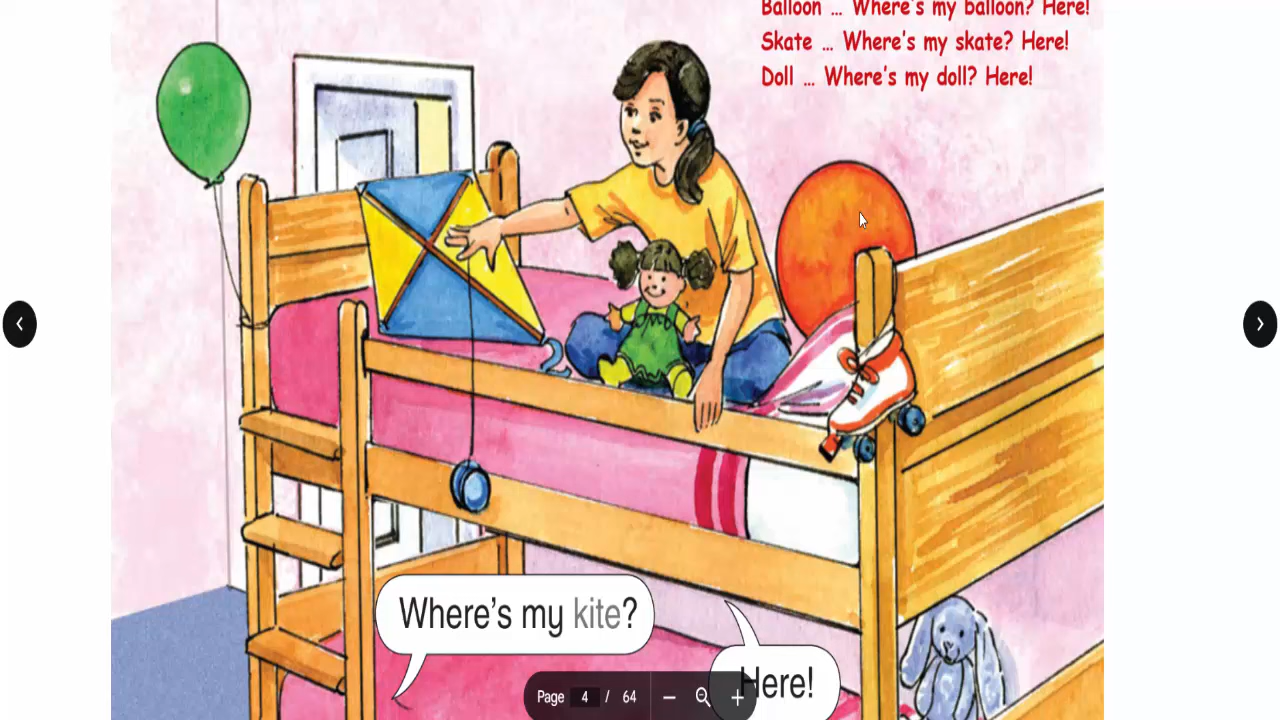 Balloon ... Where's my balloon? Here!
Skate ... Where's my skate? Here!
Doll ... Where's my doll? Here!
Where's my kite?
Here!
Page 4 / 64